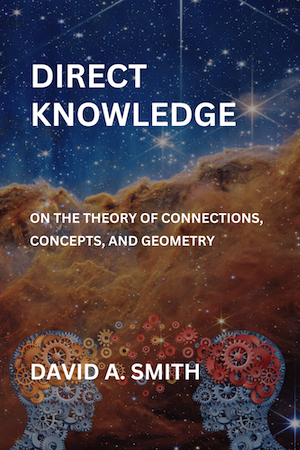 DIRECT
KNOWLEDGE
ON THE THEORY OF CONNECTIONS,
CONCEPTS, AND GEOMETRY
DAVID A. SMITH